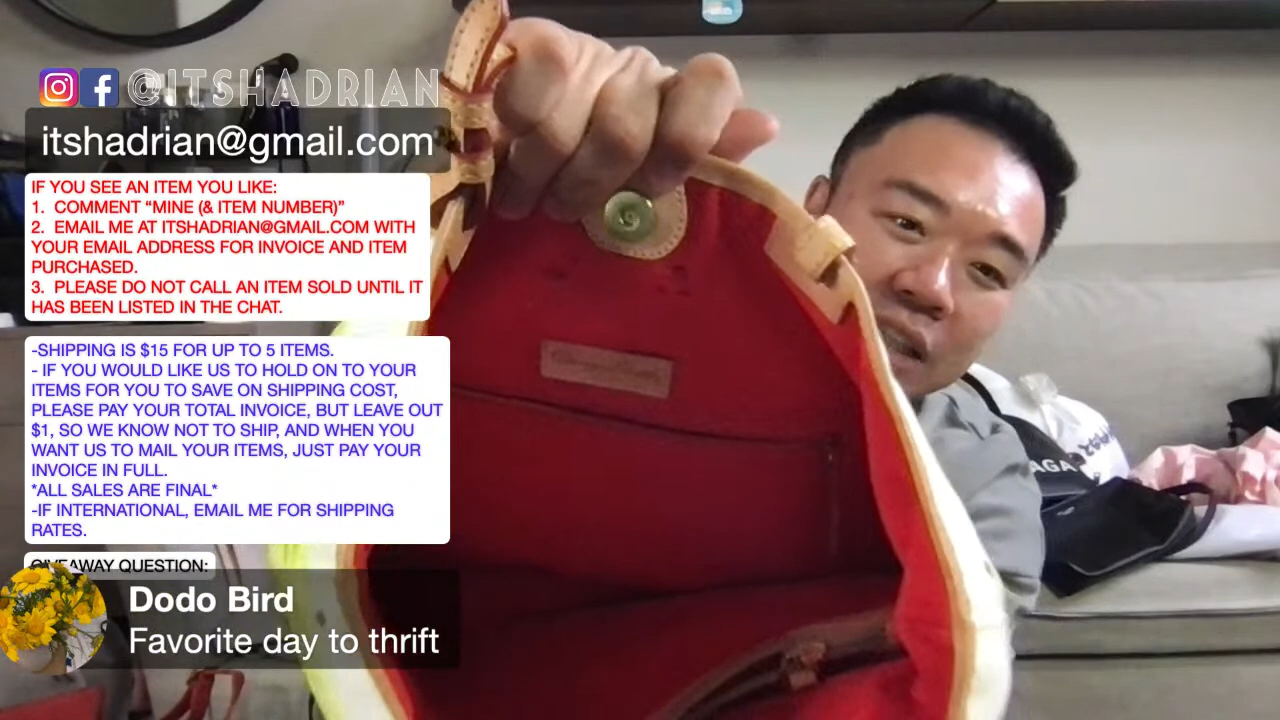 @ITSHADRIAN
itshadrian@gmail.com
IF YOU SEE AN ITEM YOU LIKE:
1. COMMENT “MINE (& ITEM NUMBER)”
2. EMAIL ME AT ITSHADRIAN@GMAIL.COM WITH
YOUR EMAIL ADDRESS FOR INVOICE AND ITEM
PURCHASED.
3. PLEASE DO NOT CALL AN ITEM SOLD UNTIL IT
HAS BEEN LISTED IN THE CHAT.
-SHIPPING IS $15 FOR UP TO 5 ITEMS.
- IF YOU WOULD LIKE US TO HOLD ON TO YOUR
ITEMS FOR YOU TO SAVE ON SHIPPING COST,
PLEASE PAY YOUR TOTAL INVOICE, BUT LEAVE OUT
$1, SO WE KNOW NOT TO SHIP, AND WHEN YOU
WANT US TO MAIL YOUR ITEMS, JUST PAY YOUR
INVOICE IN FULL.
*ALL SALES ARE FINAL*
-IF INTERNATIONAL, EMAIL ME FOR SHIPPING
RATES.
GIVEAWAY QUESTION:
Dodo Bird
Favorite day to thrift